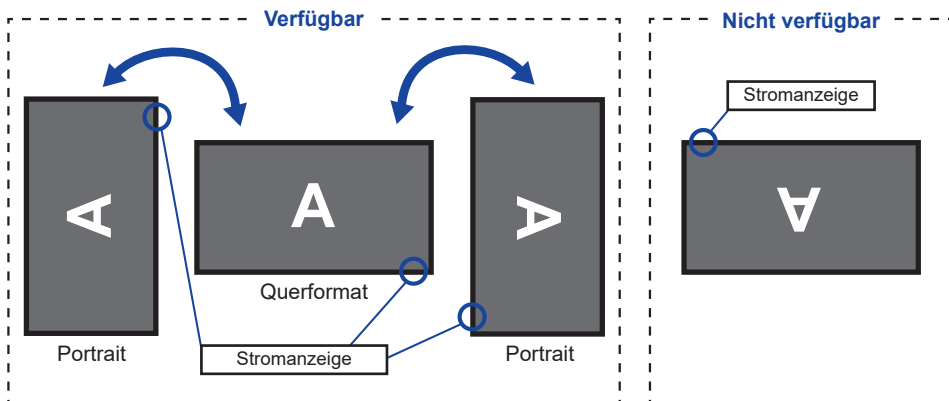 Verfügbar
Nicht verfügbar
Stromanzeige
A
A
A
A
Querformat
Portrait
Stromanzeige
Portrait